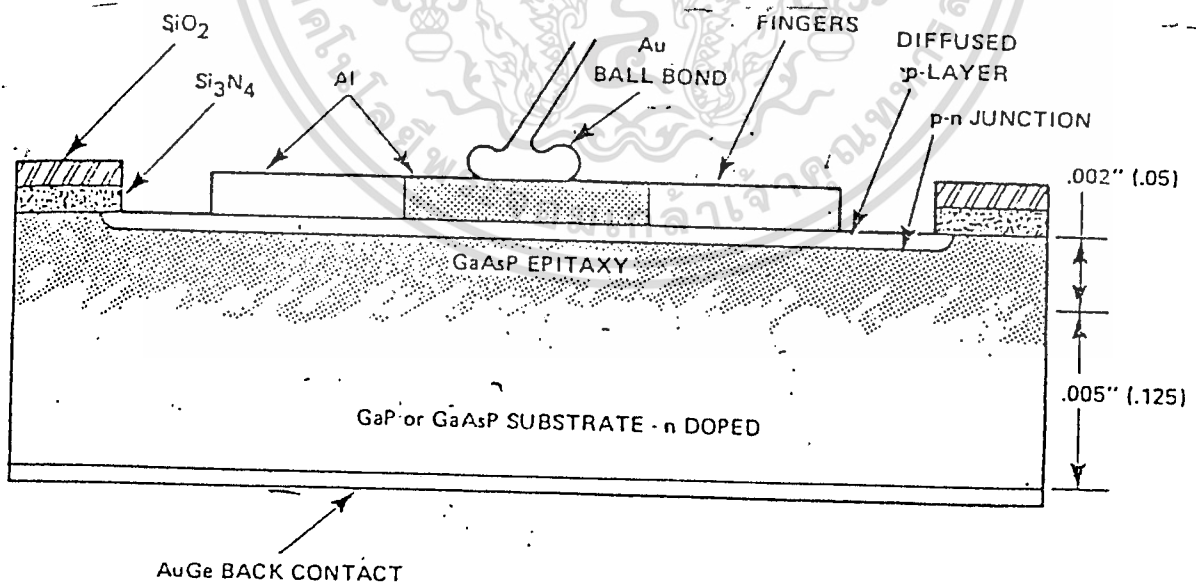 SiO₂
Si₃N₄
Al
Au
BALL BOND
FINGERS
DIFFUSED
p-LAYER
p-n JUNCTION
.002" (.05)
GaAsP EPITAXY
GaP or GaAsP SUBSTRATE - n DOPED
.005" (.125)
AuGe BACK CONTACT